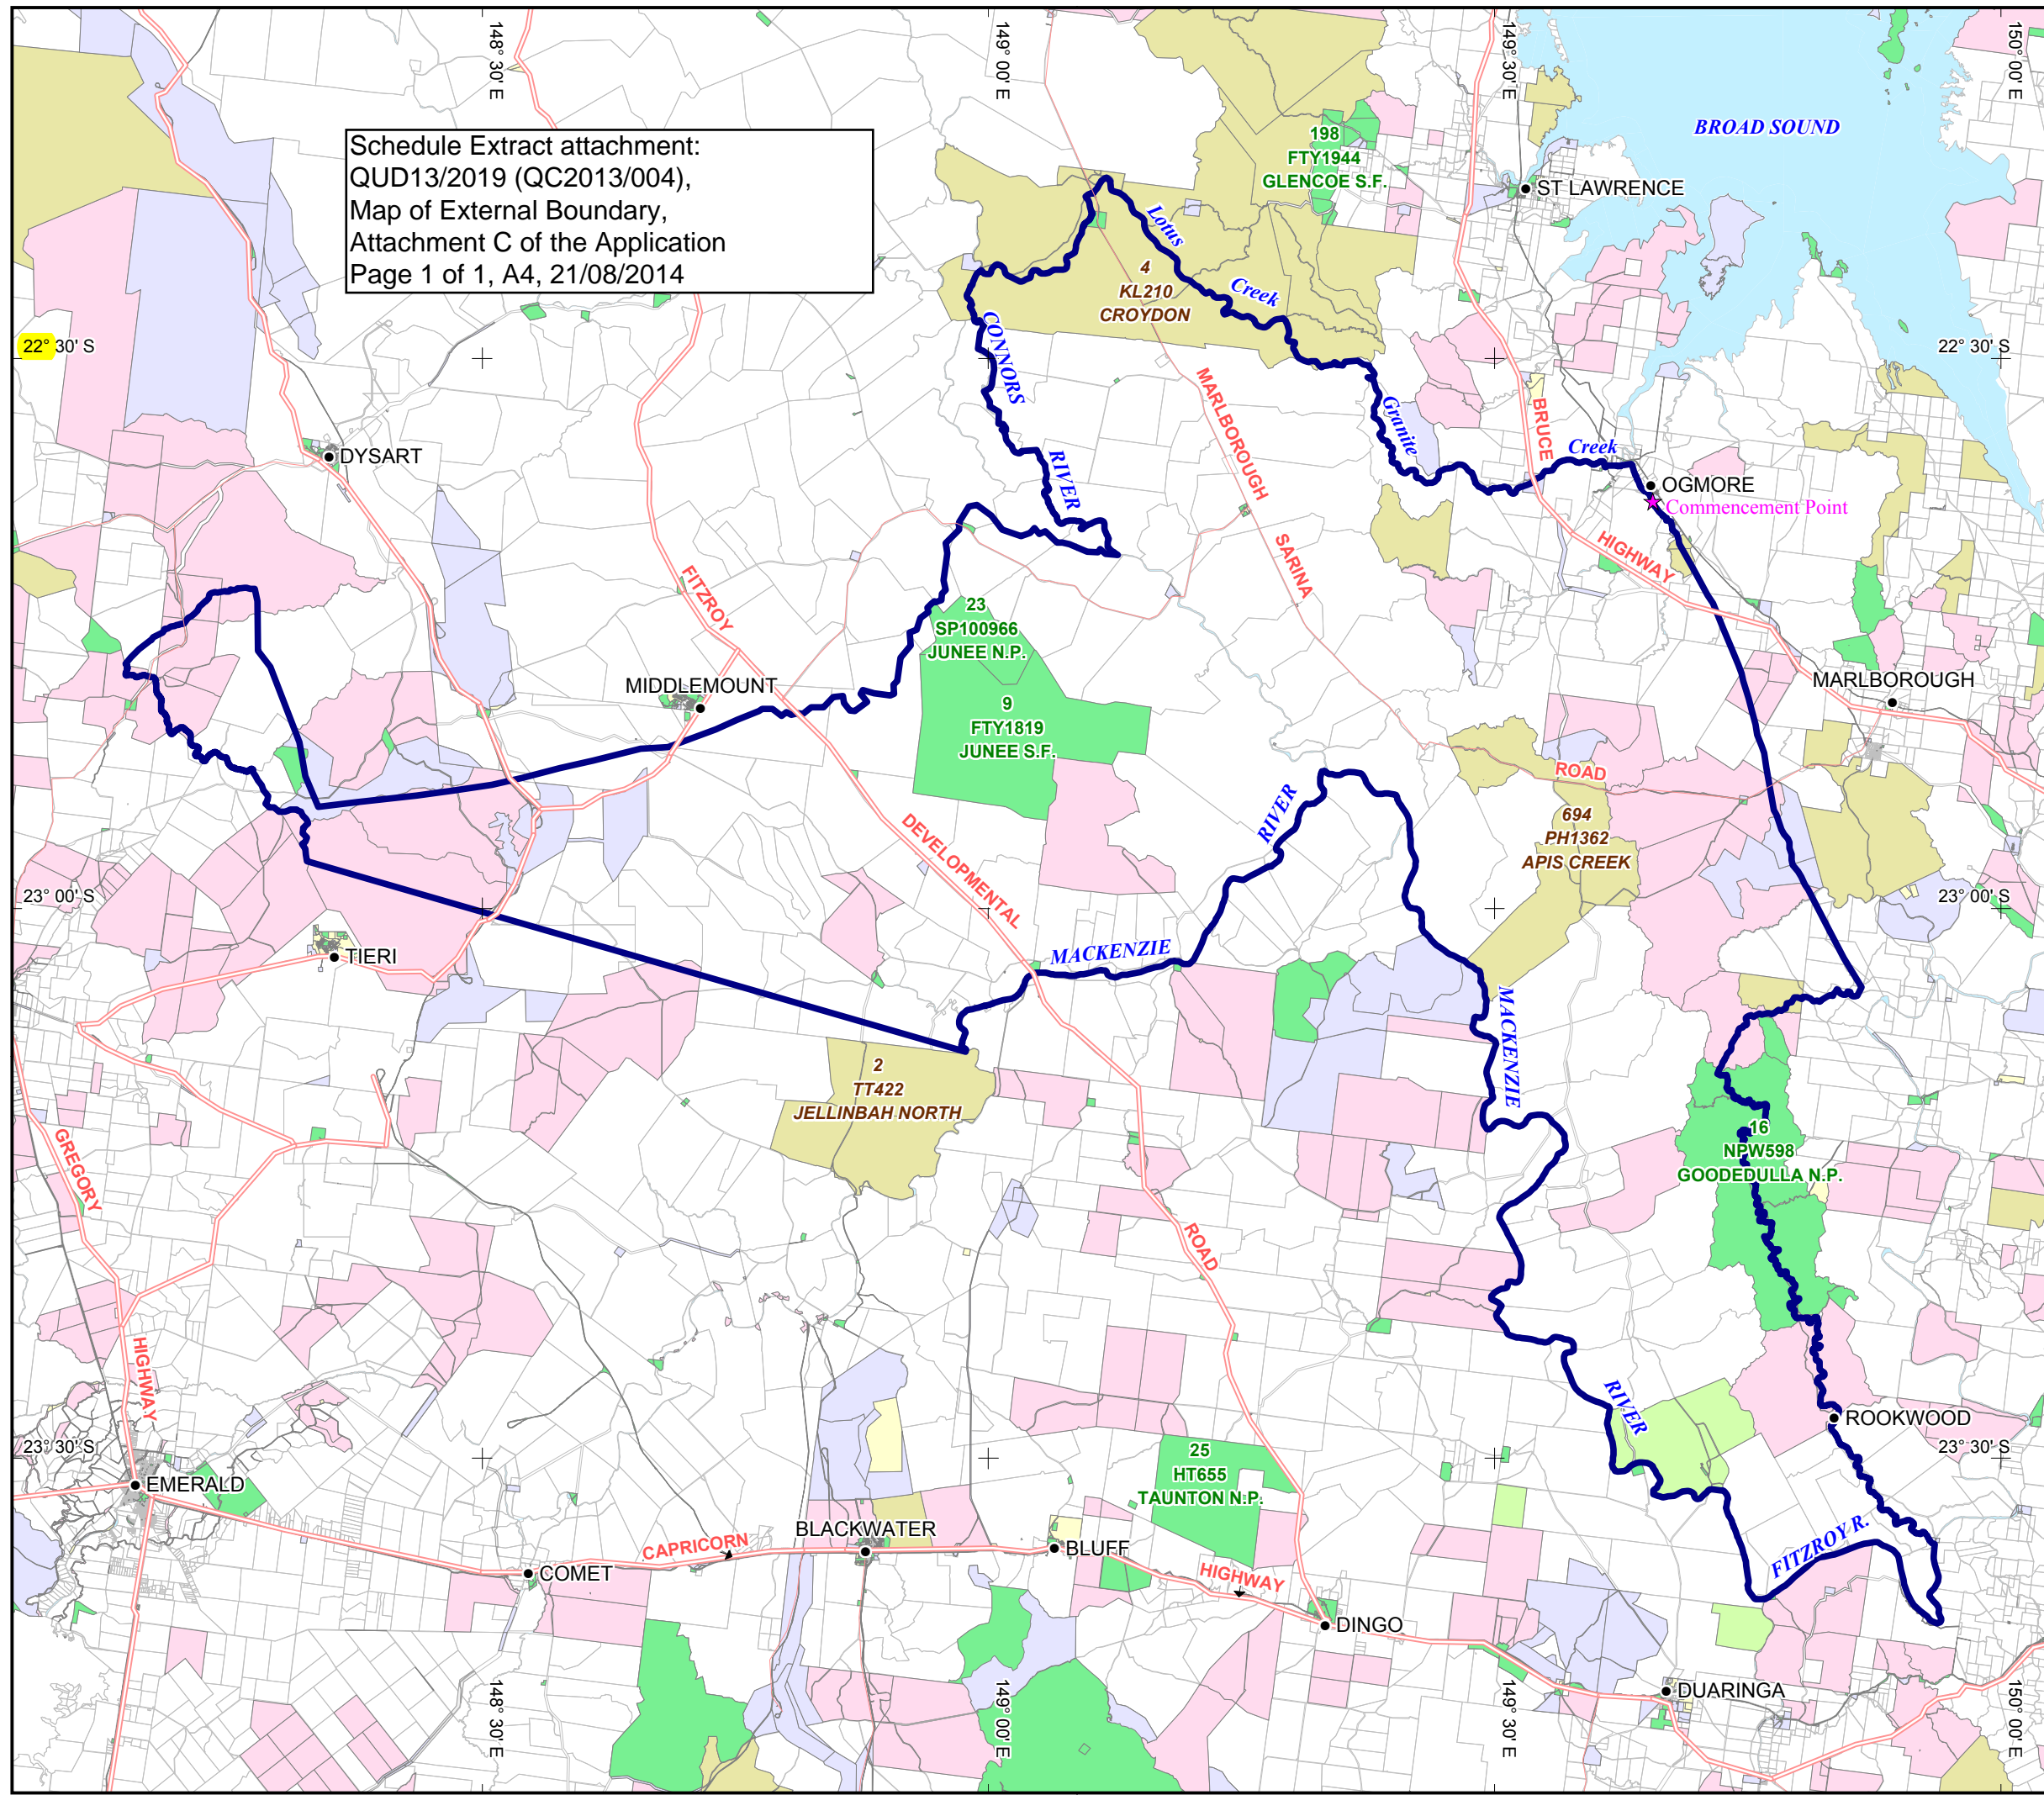 148° 30' E
149° 00' E
149° 30' E
150° 00' E
Schedule Extract attachment:
QUD13/2019 (QC2013/004),
Map of External Boundary,
Attachment C of the Application
Page 1 of 1, A4, 21/08/2014
BROAD SOUND
198
FTY1944
GLENCOE S.F.
ST LAWRENCE
Lotus
Creek
4
KL210
CROYDON
CONNORS
RIVER
22° 30' S
22° 30' S
MARLBOROUGH
SARINA
ROAD
Granite
Creek
BRUCE
HIGHWAY
DYSART
OGMORE
Commencement Point
FITZROY
DEVELOPMENTAL
ROAD
23
SP100966
JUNEE N.P.
MIDDLEMOUNT
9
FTY1819
JUNEE S.F.
MARLBOROUGH
694
PH1362
APIS CREEK
RIVER
MACKENZIE
23° 00' S
23° 00' S
TIERI
MACKENZIE
RIVER
2
TT422
JELLINBAH NORTH
16
NPW598
GOODEDULLA N.P.
GREGORY
HIGHWAY
ROOKWOOD
23° 30' S
23° 30' S
25
HT655
TAUNTON N.P.
EMERALD
BLACKWATER
CAPRICORN
HIGHWAY
BLUFF
COMET
FITZROY R.
DINGO
DUARINGA
148° 30' E
149° 00' E
149° 30' E
150° 00' E